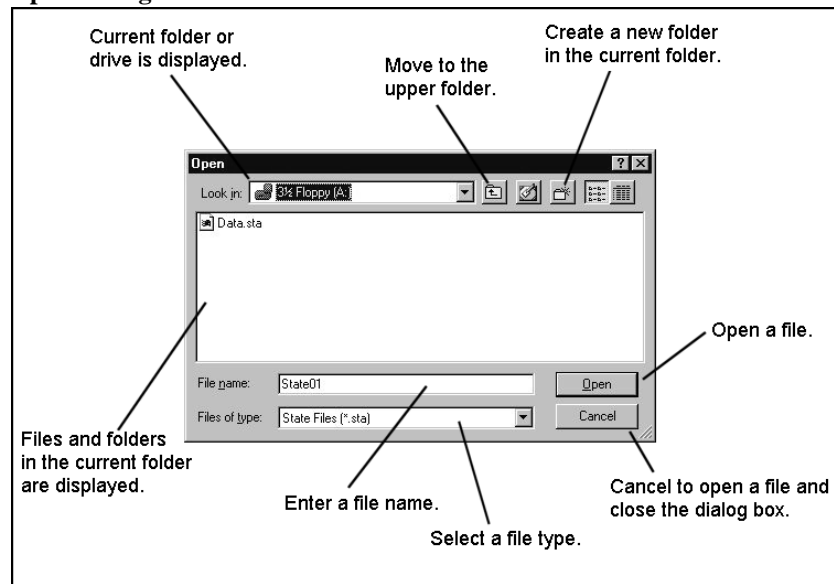 Current folder or
drive is displayed.
Move to the
upper folder.
Create a new folder
in the current folder.
Open
Look in: 3½ Floppy (A:
Data.sta
File name: State01 Open
Files of type: State Files (*.sta) Cancel
Open a file.
Files and folders
in the current folder
are displayed.
Enter a file name.
Select a file type.
Cancel to open a file and
close the dialog box.